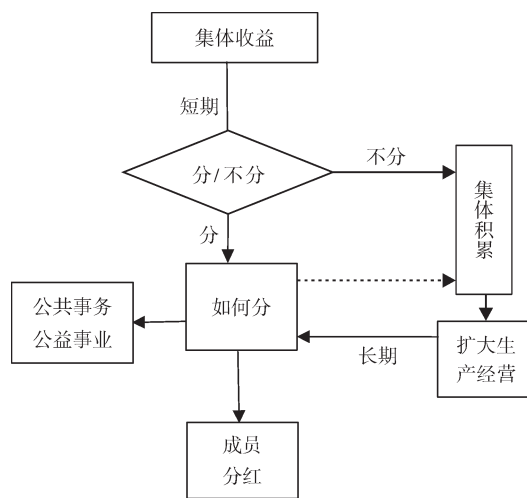 集体收益
短期
分/不分
不分
集体积累
分
如何分
公共事务
公益事业
长期
扩大生
产经营
成员
分红